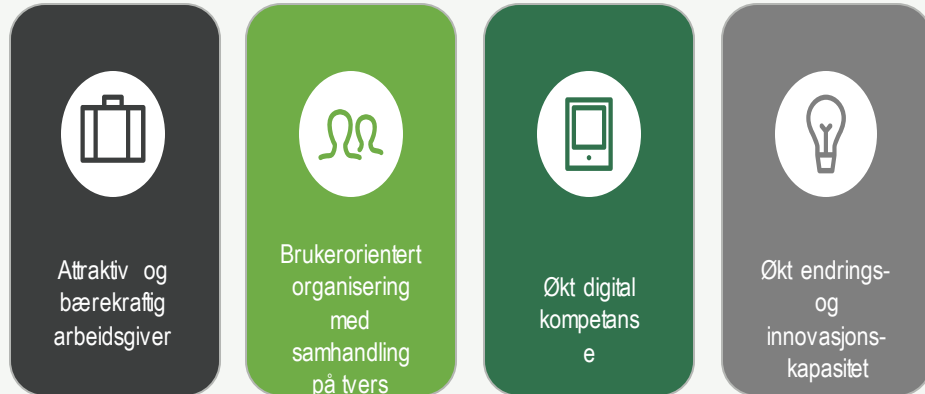 Attraktiv og
bærekraftig
arbeidsgiver
Brukerorientert
organisering
med
samhandling
på tvers
Økt digital
kompetans
e
Økt endrings-
og
innovasjons-
kapasitet